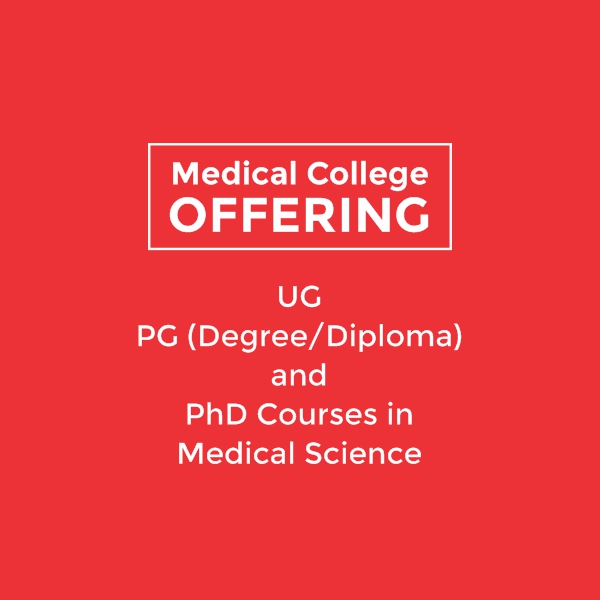 Medical College
OFFERING
UG
PG (Degree/Diploma)
and
PhD Courses in
Medical Science